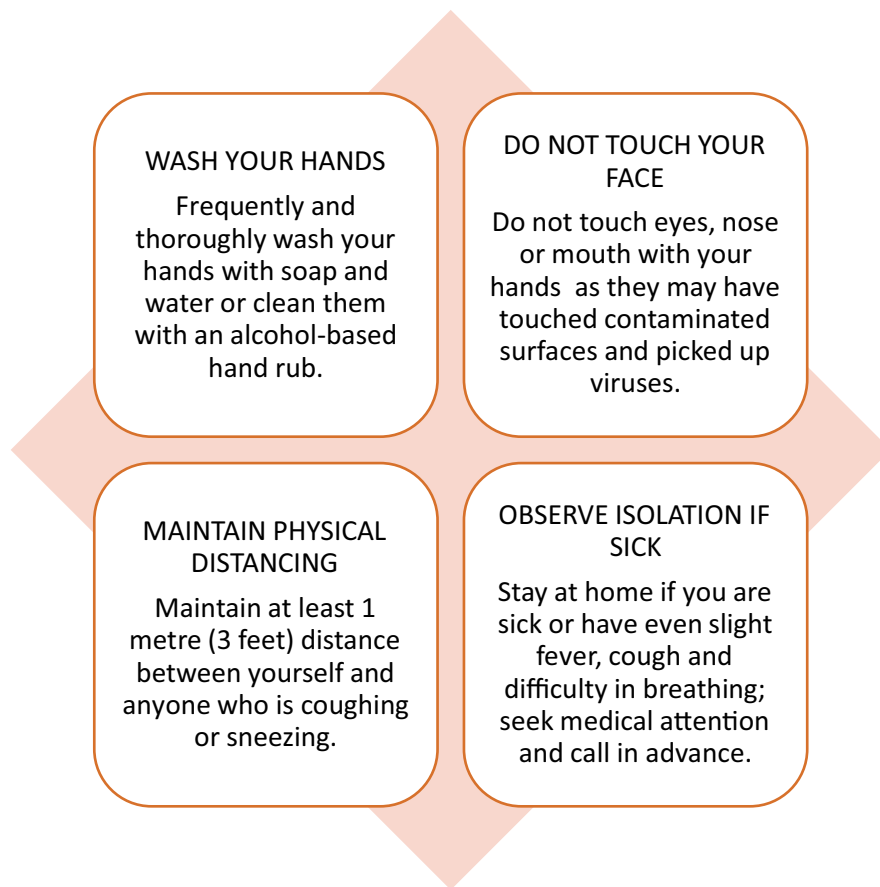 WASH YOUR HANDS
Frequently and
thoroughly wash your
hands with soap and
water or clean them
with an alcohol-based
hand rub.
DO NOT TOUCH YOUR
FACE
Do not touch eyes, nose
or mouth with your
hands  as they may have
touched contaminated
surfaces and picked up
viruses.
MAINTAIN PHYSICAL
DISTANCING
Maintain at least 1
metre (3 feet) distance
between yourself and
anyone who is coughing
or sneezing.
OBSERVE ISOLATION IF
SICK
Stay at home if you are
sick or have even slight
fever, cough and
difficulty in breathing;
seek medical attention
and call in advance.